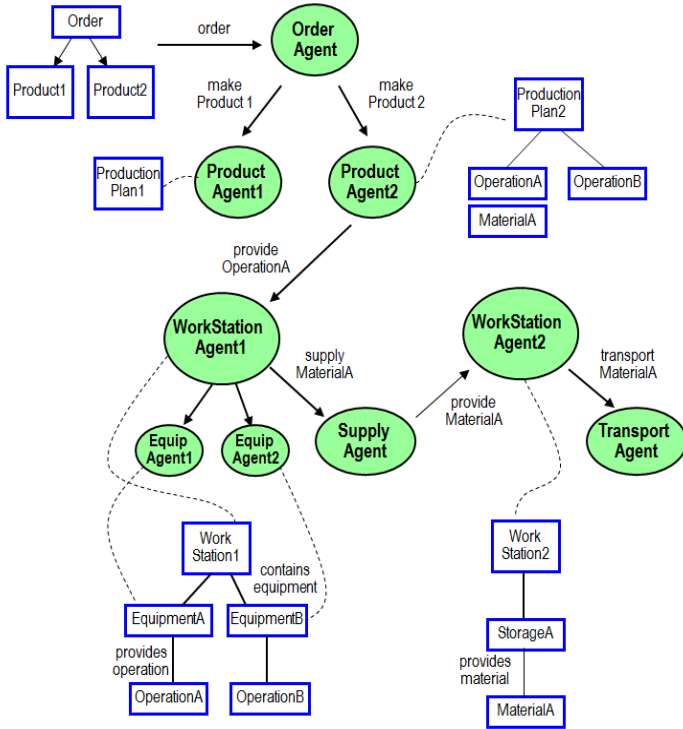 Order
order
Order
Agent
Product1
Product2
make
Product 1
make
Product 2
Production
Plan2
Production
Plan1
Product
Agent1
Product
Agent2
OperationA
OperationB
MaterialA
provide
OperationA
WorkStation
Agent1
WorkStation
Agent2
supply
MaterialA
transport
MaterialA
provide
MaterialA
Equip
Agent1
Equip
Agent2
Supply
Agent
Transport
Agent
Work
Station1
Work
Station2
contains
equipment
EquipmentA
EquipmentB
StorageA
provides
operation
provides
material
OperationA
OperationB
MaterialA